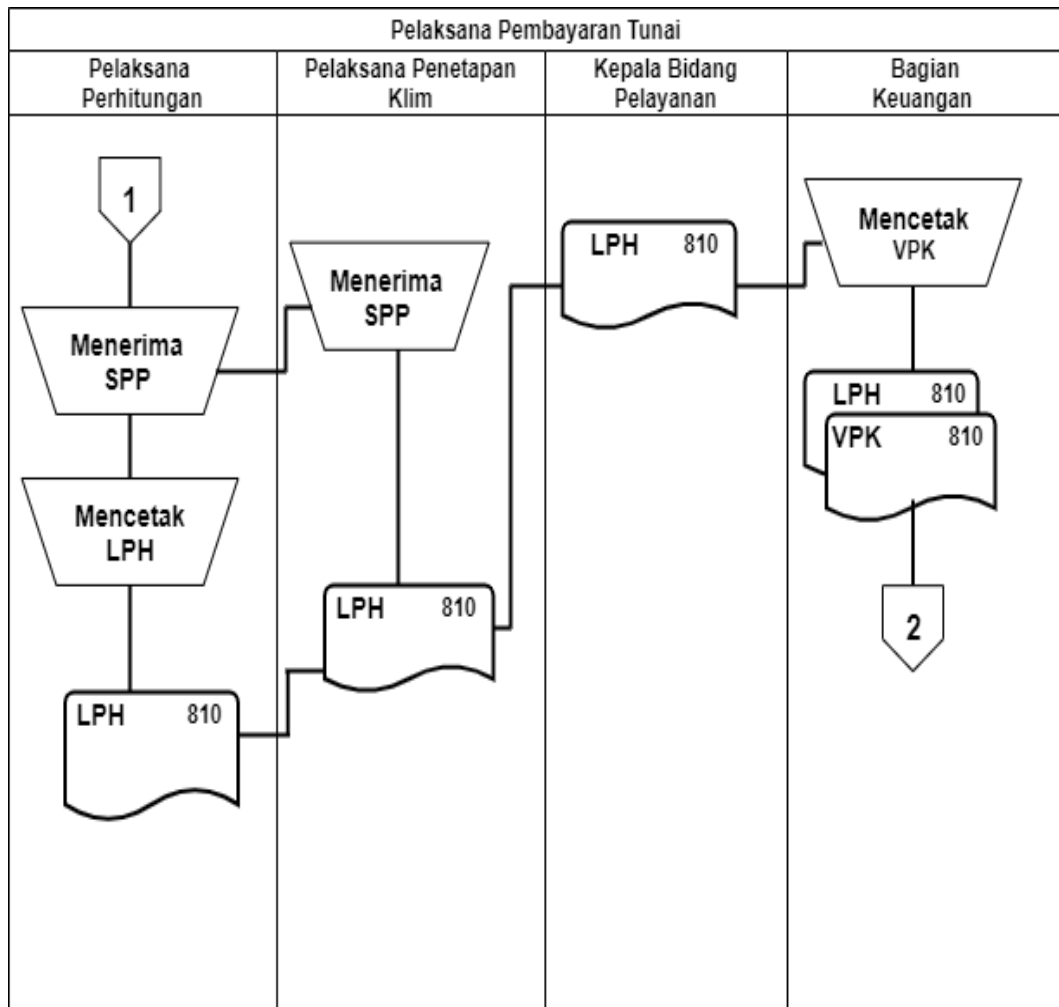 Pelaksana Pembayaran Tunai
Pelaksana
Perhitungan
Pelaksana Penetapan
Klim
Kepala Bidang
Pelayanan
Bagian
Keuangan
1
Menerima
SPP
Mencetak
LPH
LPH 810
Menerima
SPP
LPH 810
LPH 810
Mencetak
VPK
LPH 810
VPK 810
2